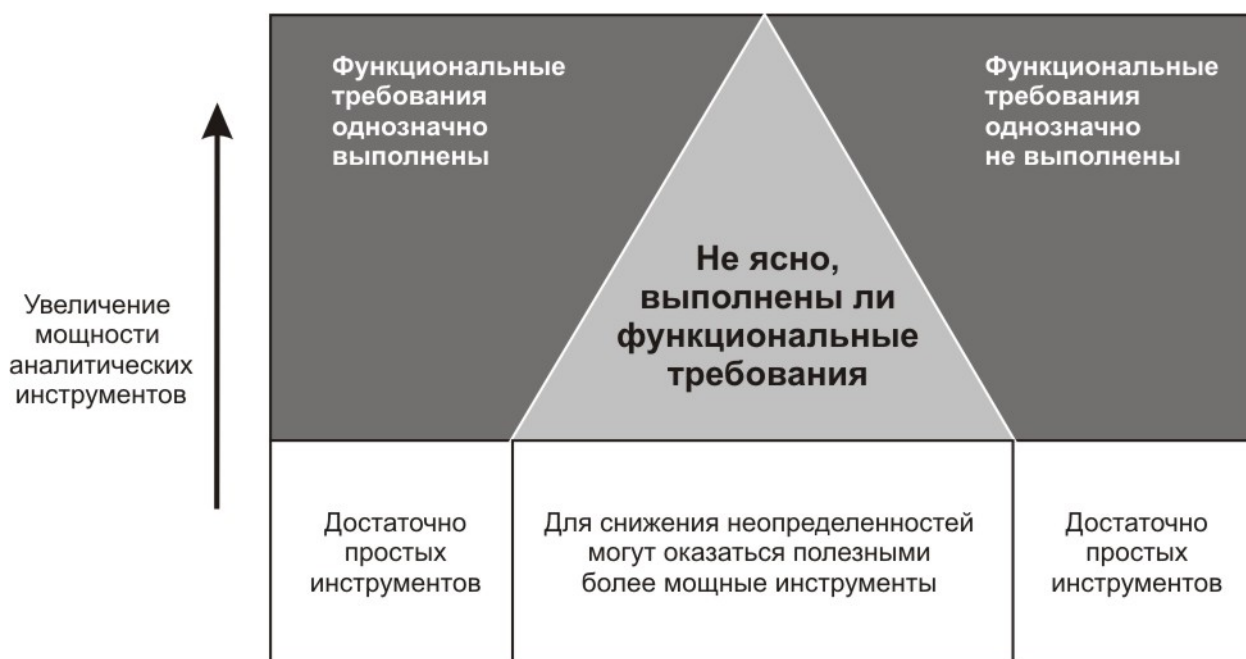 Функциональные
требования
однозначно
выполнены
Функциональные
требования
однозначно
не выполнены
Увеличение
мощности
аналитических
инструментов
Не ясно,
выполнены ли
функциональные
требования
Достаточно
простых
инструментов
Для снижения неопределенностей
могут оказаться полезными
более мощные инструменты
Достаточно
простых
инструментов